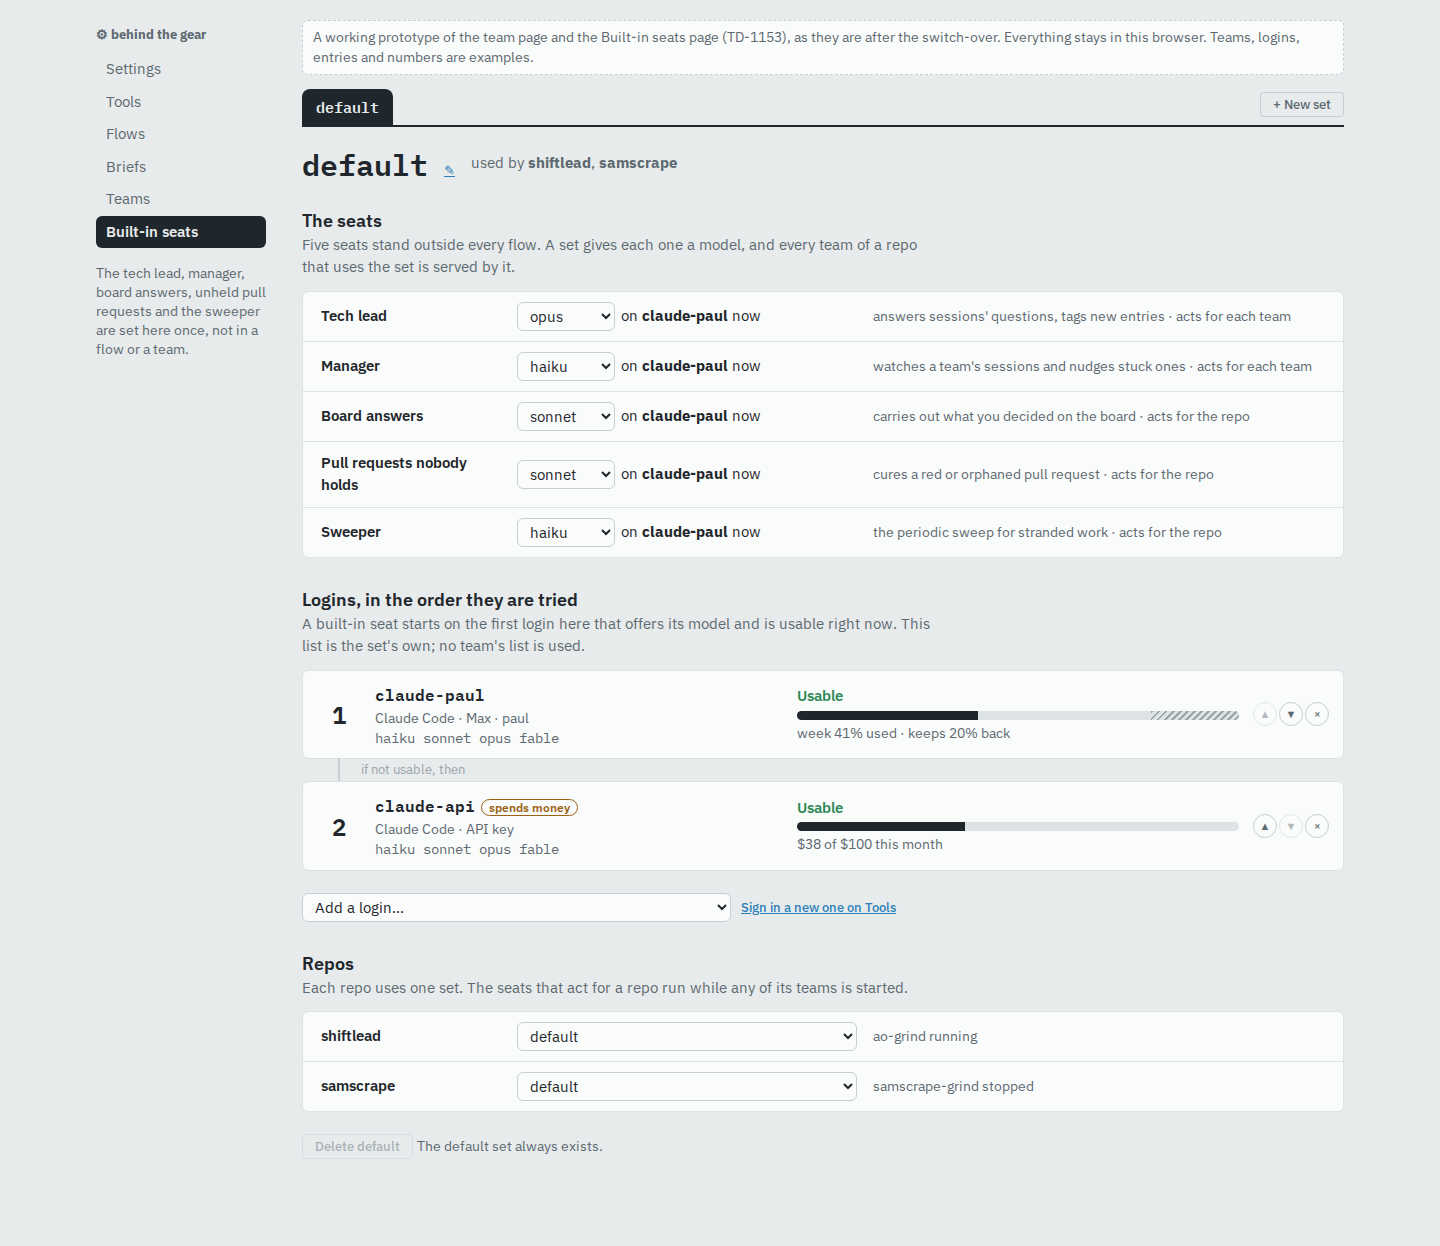 ⚙ behind the gear
Settings
Tools
Flows
Briefs
Teams
Built-in seats
The tech lead, manager,
board answers, unheld pull
requests and the sweeper
are set here once, not in a
flow or a team.
A working prototype of the team page and the Built-in seats page (TD-1153), as they are after the switch-over. Everything stays in this browser. Teams, logins,
entries and numbers are examples.
default
+ New set
default ✎ used by shiftlead, samscrape
The seats
Five seats stand outside every flow. A set gives each one a model, and every team of a repo
that uses the set is served by it.
Tech lead opus on claude-paul now answers sessions' questions, tags new entries · acts for each team
Manager haiku on claude-paul now watches a team's sessions and nudges stuck ones · acts for each team
Board answers sonnet on claude-paul now carries out what you decided on the board · acts for the repo
Pull requests nobody
holds sonnet on claude-paul now cures a red or orphaned pull request · acts for the repo
Sweeper haiku on claude-paul now the periodic sweep for stranded work · acts for the repo
Logins, in the order they are tried
A built-in seat starts on the first login here that offers its model and is usable right now. This
list is the set's own; no team's list is used.
1
claude-paul
Claude Code · Max · paul
haiku sonnet opus fable
Usable
week 41% used · keeps 20% back
▲ ▼ ×
if not usable, then
2
claude-api spends money
Claude Code · API key
haiku sonnet opus fable
Usable
$38 of $100 this month
▲ ▼ ×
Add a login... Sign in a new one on Tools
Repos
Each repo uses one set. The seats that act for a repo run while any of its teams is started.
shiftlead default ao-grind running
samscrape default samscrape-grind stopped
Delete default The default set always exists.